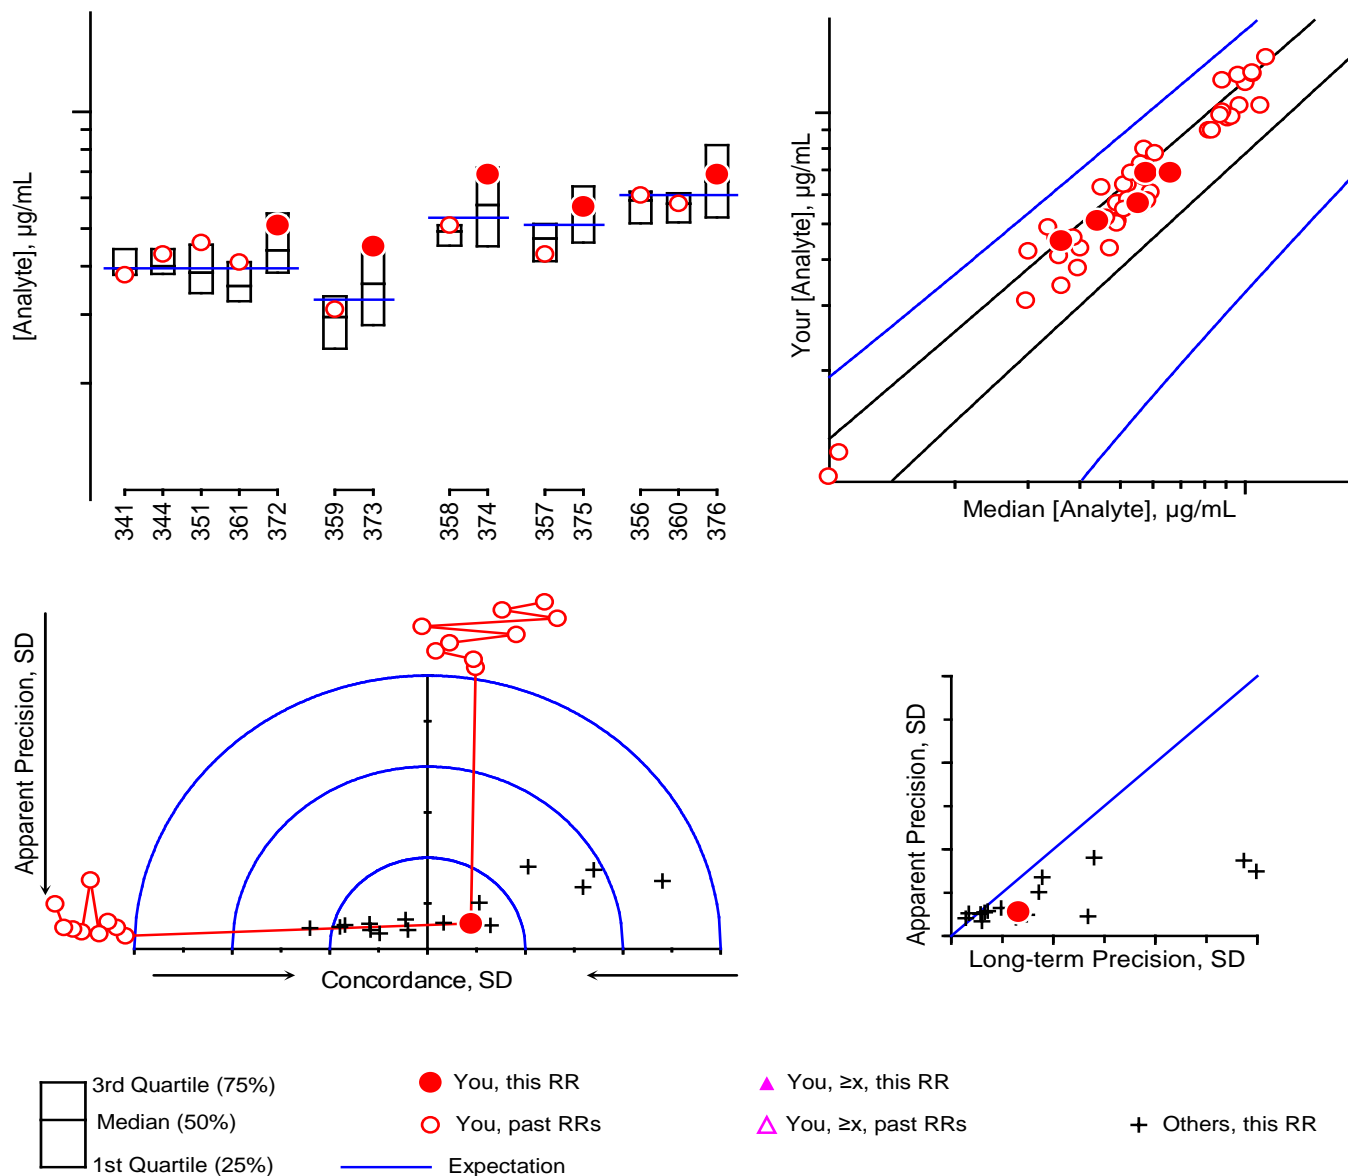 [Analyte], µg/mL
341
344
351
361
372
359
373
358
374
357
375
356
360
376
Your [Analyte], µg/mL
Median [Analyte], µg/mL
Apparent Precision, SD
Concordance, SD
Apparent Precision, SD
Long-term Precision, SD
3rd Quartile (75%)
Median (50%)
1st Quartile (25%)
You, this RR
You, past RRs
Expectation
You, ≥x, this RR
You, ≥x, past RRs
Others, this RR